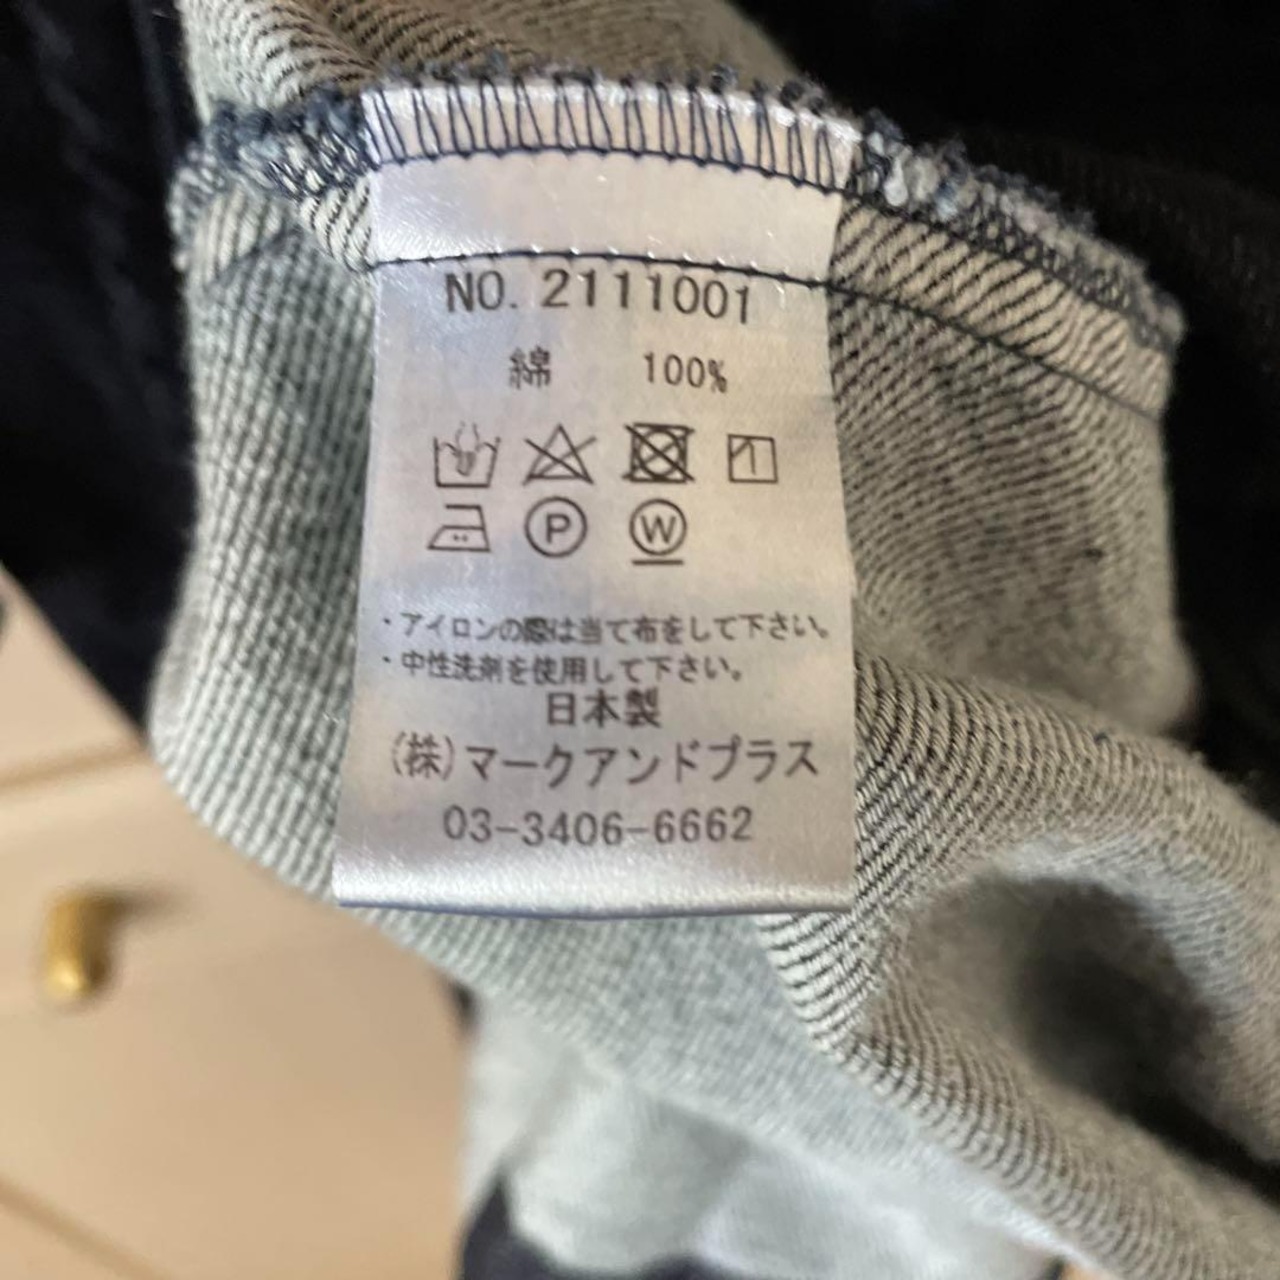 NO. 2111001
綿 100%
P W
・アイロンの際は当て布をして下さい。
・中性洗剤を使用して下さい。
日本製
(株)マークアンドプラス
03-3406-6662